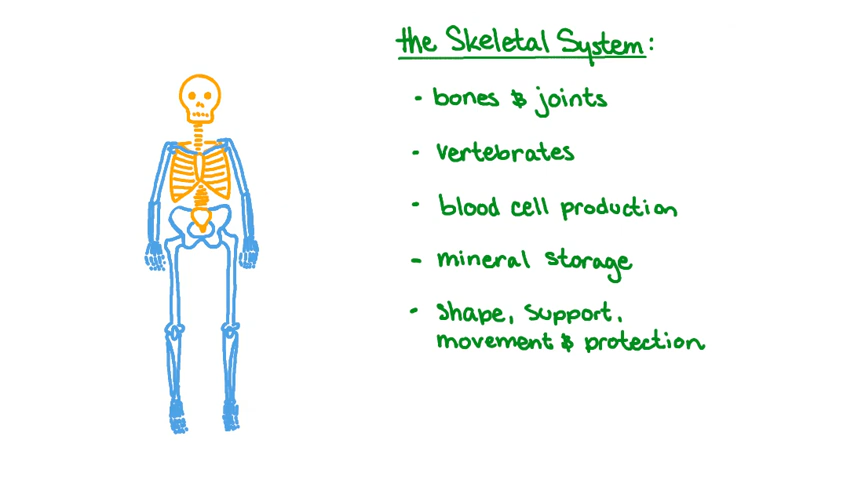 the Skeletal System:
· bones & joints
· vertebrates
· blood cell production
- mineral storage
· shape, support,
movement & protection